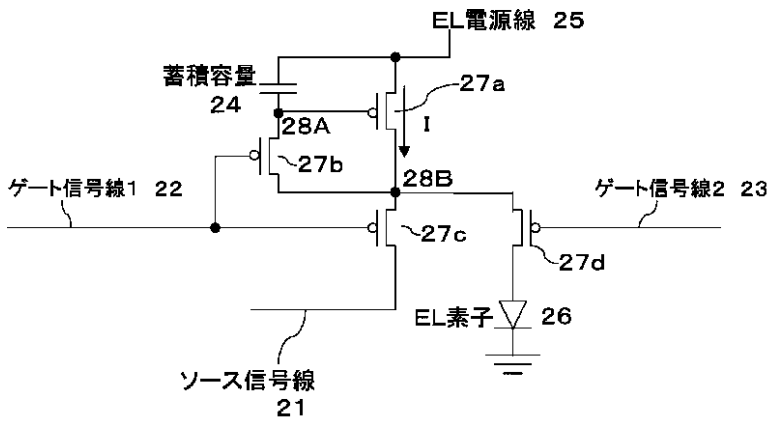 EL電源線 25
蓄積容量
24
27a
I
28A
27b
28B
ゲート信号線1 22
ゲート信号線2 23
27c
27d
EL素子 26
ソース信号線
21